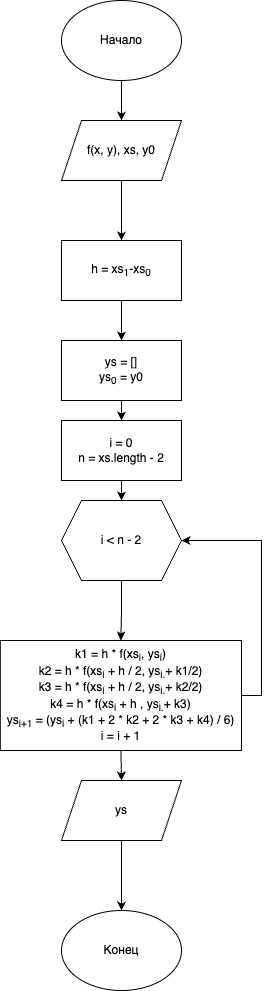 Начало
f(x, y), xs, y0
h = xs₁-xs₀
ys = []
ys₀ = y0
i = 0
n = xs.length - 2
i < n - 2
k1 = h * f(xsᵢ, ysᵢ)
k2 = h * f(xsᵢ + h / 2, ysᵢ.+ k1/2)
k3 = h * f(xsᵢ + h / 2, ysᵢ.+ k2/2)
k4 = h * f(xsᵢ + h , ysᵢ.+ k3)
ysᵢ₊₁ = (ysᵢ + (k1 + 2 * k2 + 2 * k3 + k4) / 6)
i = i + 1
ys
Конец